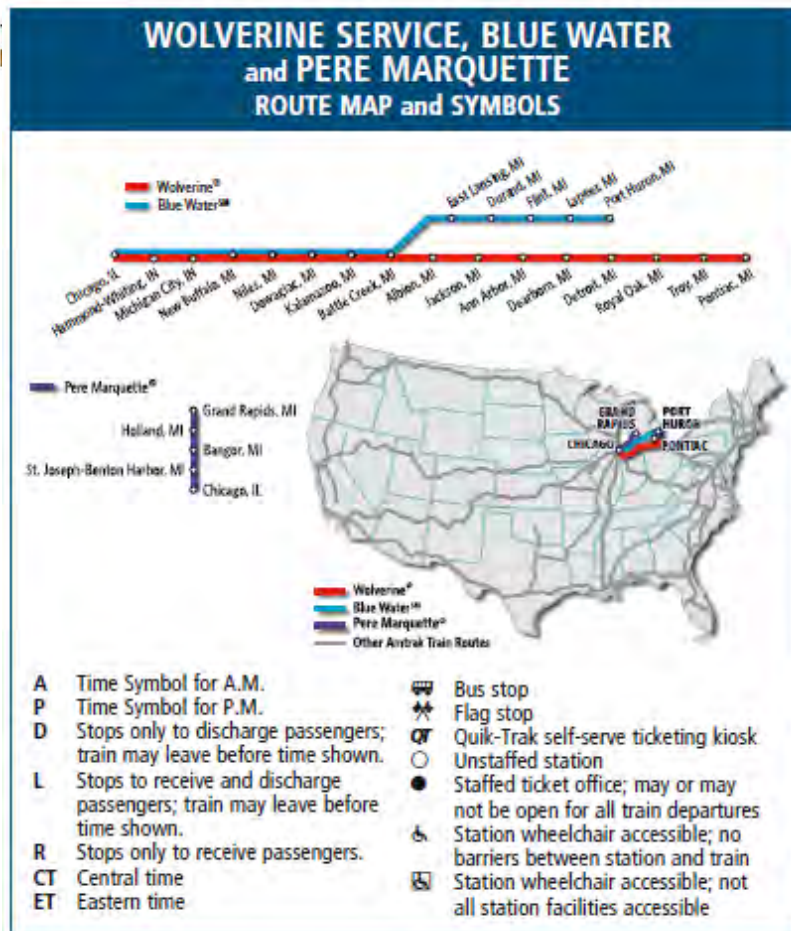 WOLVERINE SERVICE, BLUE WATER
and PERE MARQUETTE
ROUTE MAP and SYMBOLS
Wolverine®
Blue Water℠
East Lansing, MI
Durand, MI
Flint, MI
Lapeer, MI
Port Huron, MI
Chicago, IL
Hammond-Whiting, IN
Michigan City, IN
New Buffalo, MI
Niles, MI
Dowagiac, MI
Kalamazoo, MI
Battle Creek, MI
Albion, MI
Jackson, MI
Ann Arbor, MI
Dearborn, MI
Detroit, MI
Royal Oak, MI
Troy, MI
Pontiac, MI
Pere Marquette®
Grand Rapids, MI
Holland, MI
Bangor, MI
St. Joseph-Benton Harbor, MI
Chicago, IL
GRAND
RAPIDS
PORT
HURON
CHICAGO
PONTIAC
Wolverine®
Blue Water℠
Pere Marquette®
Other Amtrak Train Routes
A Time Symbol for A.M.
P Time Symbol for P.M.
D Stops only to discharge passengers;
train may leave before time shown.
L Stops to receive and discharge
passengers; train may leave before
time shown.
R Stops only to receive passengers.
CT Central time
ET Eastern time
Bus stop
Flag stop
QT Quik-Trak self-serve ticketing kiosk
Unstaffed station
Staffed ticket office; may or may
not be open for all train departures
Station wheelchair accessible; no
barriers between station and train
Station wheelchair accessible; not
all station facilities accessible